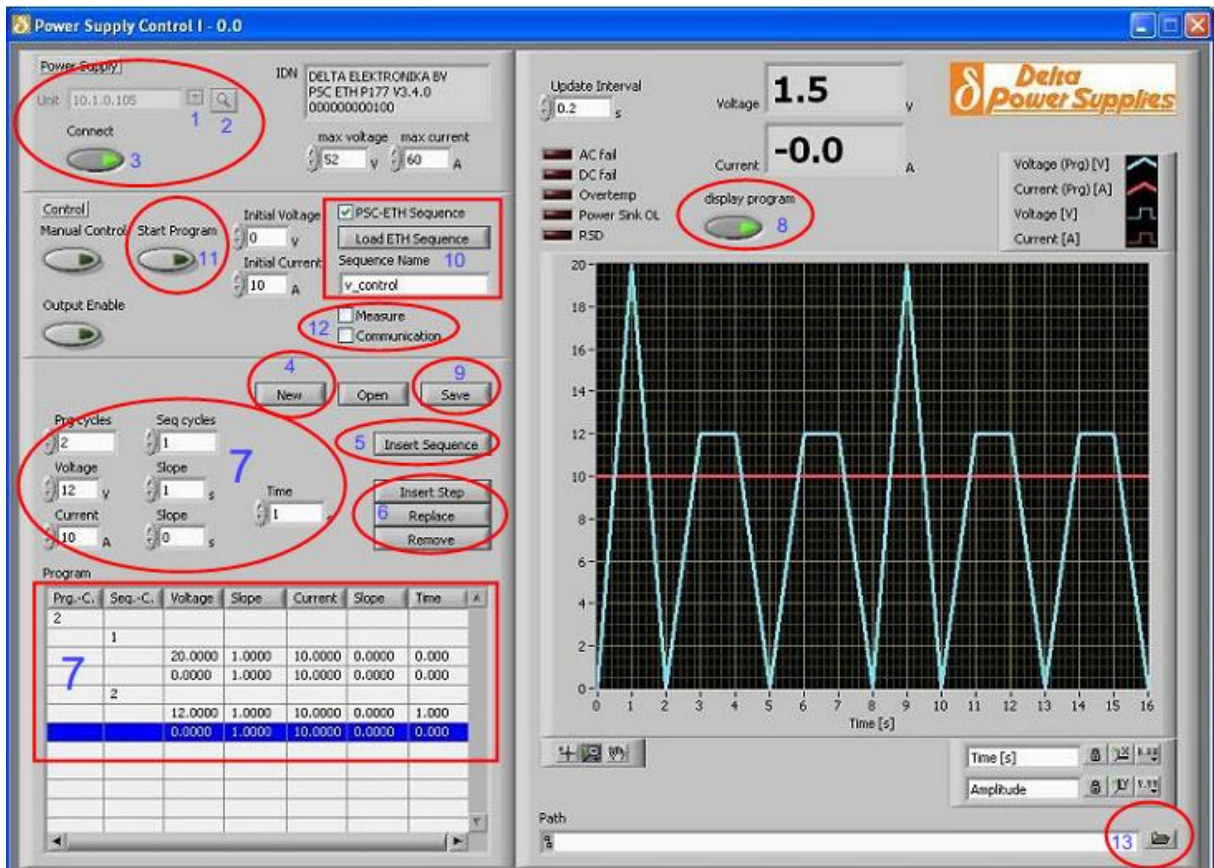 Power Supply Control I - 0.0
Power Supply
Unit 10.1.0.105
1 2
Connect
3
IDN DELTA ELEKTRONIKA BV
PSC ETH P177 V3.4.0
000000000100
max voltage max current
52 V 60 A
Control
Manual Control Start Program
11
Output Enable
Initial Voltage
0 V
Initial Current
10 A
PSC-ETH Sequence
Load ETH Sequence
Sequence Name 10
v_control
12 Measure
Communication
4 9
New Open Save
Prg cycles Seq cycles
2 1
Voltage Slope
12 V 1 s
7
Time
1
Current Slope
10 A 0 s
5 Insert Sequence
Insert Step
6 Replace
Remove
Program
Prg.-C. Seq.-C. Voltage Slope Current Slope Time
2
1
20.0000 1.0000 10.0000 0.0000 0.000
0.0000 1.0000 10.0000 0.0000 0.000
2
12.0000 1.0000 10.0000 0.0000 1.000
0.0000 1.0000 10.0000 0.0000 0.000
7
Update Interval
0.2 s
Voltage 1.5 V
Current -0.0 A
AC fail
DC fail
Overtemp
Power Sink OL
RSD
display program
8
δ Delta
Power Supplies
Voltage (Prg) [V]
Current (Prg) [A]
Voltage [V]
Current [A]
20
16
14
12
10
8
6
4
2
0
0 1 2 3 4 5 6 7 8 9 10 11 12 13 14 15 16
Time [s]
Time [s]
Amplitude
Path
13